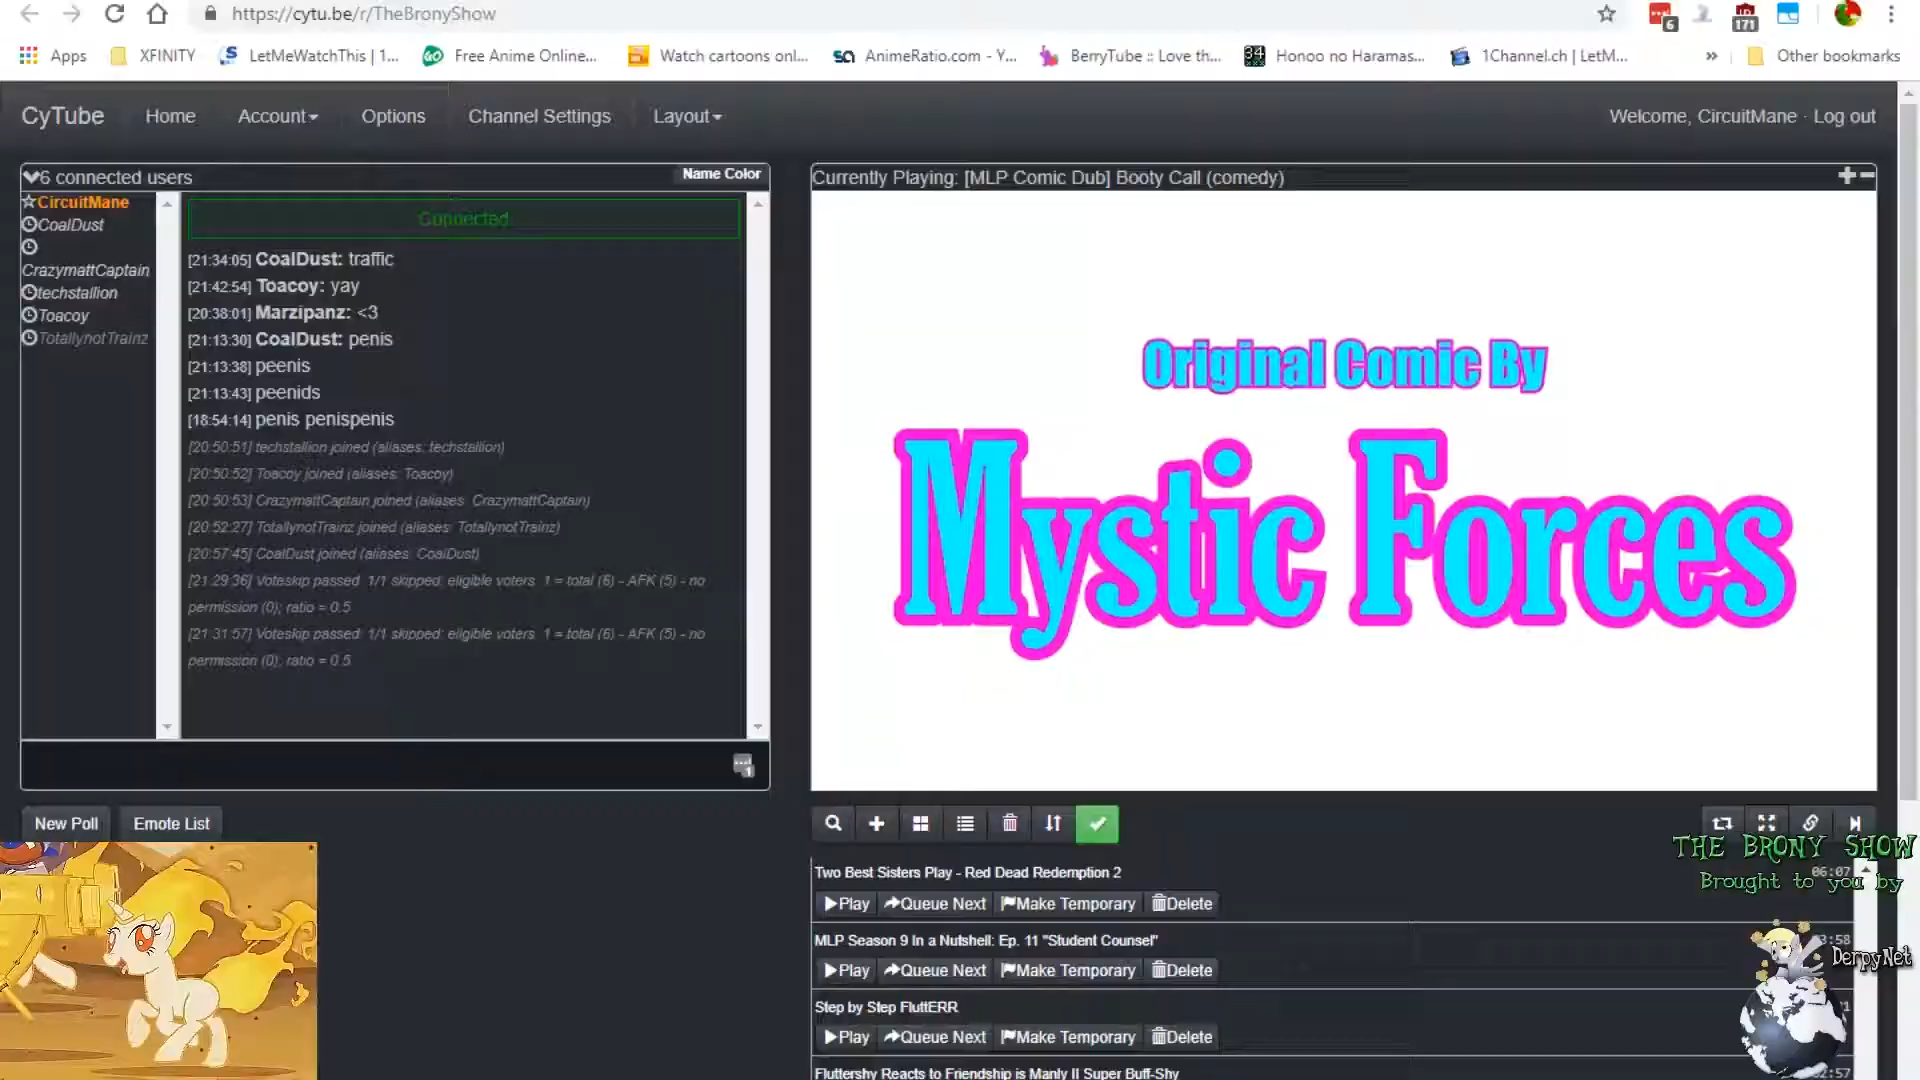 https://cytu.be/r/TheBronyShow
6
171
Apps
XFINITY
LetMeWatchThis | 1...
Free Anime Online...
Watch cartoons onl...
AnimeRatio.com - Y...
BerryTube :: Love th...
Honoo no Haramas...
1Channel.ch | LetM...
»
Other bookmarks
CyTube
Home
Account
Options
Channel Settings
Layout
Welcome, CircuitMane · Log out
6 connected users
Name Color
CircuitMane
CoalDust
CrazymattCaptain
techstallion
Toacoy
TotallynotTrainz
Connected
[21:34:05] CoalDust: traffic
[21:42:54] Toacoy: yay
[20:38:01] Marzipanz: <3
[21:13:30] CoalDust: penis
[21:13:38] peenis
[21:13:43] peenids
[18:54:14] penis penispenis
[20:50:51] techstallion joined (aliases: techstallion)
[20:50:52] Toacoy joined (aliases: Toacoy)
[20:50:53] CrazymattCaptain joined (aliases: CrazymattCaptain)
[20:52:27] TotallynotTrainz joined (aliases: TotallynotTrainz)
[20:57:45] CoalDust joined (aliases: CoalDust)
[21:29:36] Voteskip passed: 1/1 skipped; eligible voters: 1 = total (6) - AFK (5) - no
permission (0); ratio = 0.5
[21:31:57] Voteskip passed: 1/1 skipped; eligible voters: 1 = total (6) - AFK (5) - no
permission (0); ratio = 0.5
New Poll
Emote List
Currently Playing: [MLP Comic Dub] Booty Call (comedy)
Original Comic By
Mystic Forces
Two Best Sisters Play - Red Dead Redemption 2
06:07
Play
Queue Next
Make Temporary
Delete
MLP Season 9 In a Nutshell: Ep. 11 "Student Counsel"
3:58
Play
Queue Next
Make Temporary
Delete
Step by Step FluttERR
Play
Queue Next
Make Temporary
Delete
Fluttershy Reacts to Friendship is Manly II Super Buff-Shy
02:57
THE BRONY SHOW
Brought to you by
DerpyNet